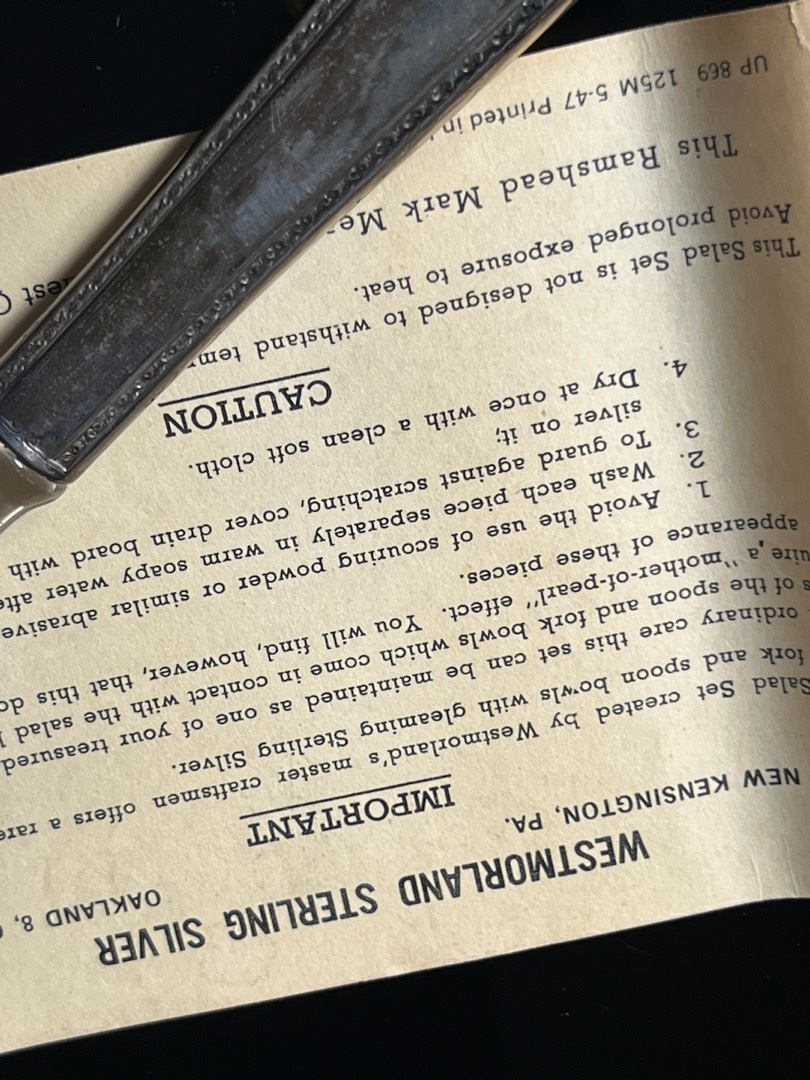 WESTMORLAND STERLING SILVER
NEW KENSINGTON, PA. OAKLAND 8,
IMPORTANT
Salad Set created by Westmorland's master craftsmen offers a rare
fork and spoon bowls with gleaming Sterling Silver.
ordinary care this set can be maintained as one of your treasured
s of the spoon and fork bowls which come in contact with the salad
uire a "mother-of-pearl" effect. You will find, however, that this do
appearance of these pieces.
1. Avoid the use of scouring powder or similar abrasive
2. Wash each piece separately in warm soapy water afte
3. To guard against scratching, cover drain board with
silver on it;
4. Dry at once with a clean soft cloth.
CAUTION
This Salad Set is not designed to withstand tem
Avoid prolonged exposure to heat.
This Ramshead Mark Me est Q
UP 869 125M 5-47 Printed in